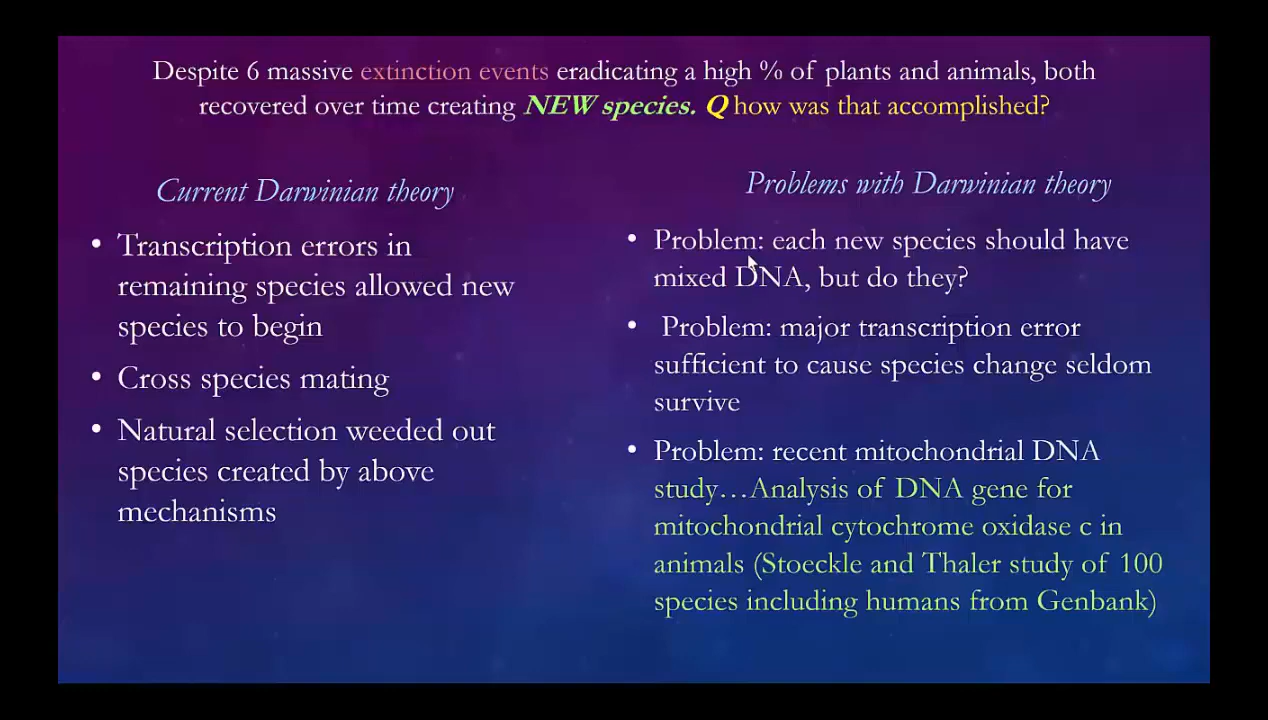 Despite 6 massive extinction events eradicating a high % of plants and animals, both
recovered over time creating NEW species. Q how was that accomplished?
Current Darwinian theory
• Transcription errors in
remaining species allowed new
species to begin
• Cross species mating
• Natural selection weeded out
species created by above
mechanisms
Problems with Darwinian theory
• Problem: each new species should have
mixed DNA, but do they?
• Problem: major transcription error
sufficient to cause species change seldom
survive
• Problem: recent mitochondrial DNA
study…Analysis of DNA gene for
mitochondrial cytochrome oxidase c in
animals (Stoeckle and Thaler study of 100
species including humans from Genbank)